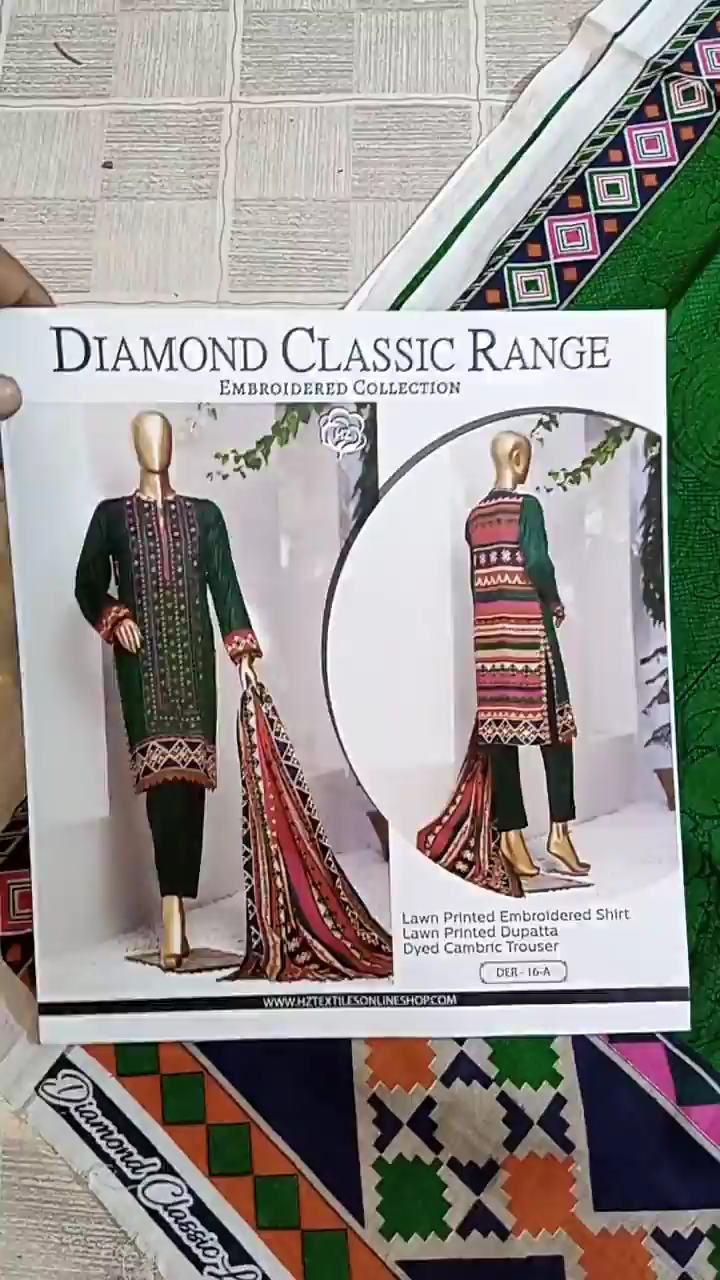 DIAMOND CLASSIC RANGE
EMBROIDERED COLLECTION
HZ
Lawn Printed Embroidered Shirt
Lawn Printed Dupatta
Dyed Cambric Trouser
DER - 16-A
WWW.HZTEXTILESONLINESHOP.COM
Diamond Classic